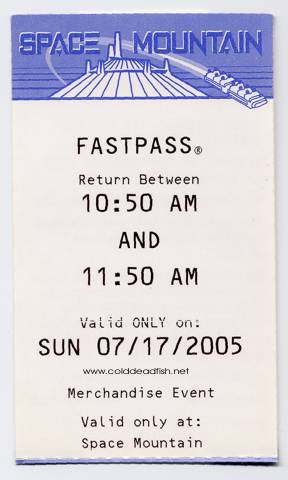 SPACE MOUNTAIN
FASTPASS®
Return Between
10:50 AM
AND
11:50 AM
Valid ONLY on:
SUN 07/17/2005
www.colddeadfish.net
Merchandise Event
Valid only at:
Space Mountain